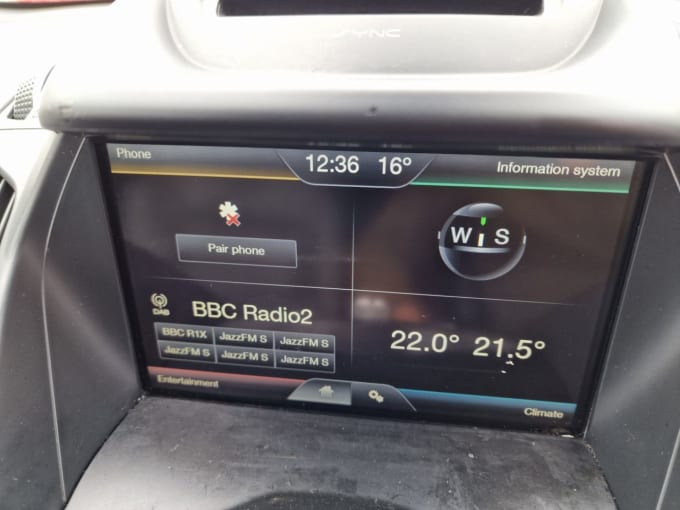 SYNC
Phone
12:36 16°
Information system
Pair phone
W S
DAB
BBC Radio2
BBC R1X JazzFM S JazzFM S
JazzFM S JazzFM S JazzFM S
22.0° 21.5°
Entertainment
Climate